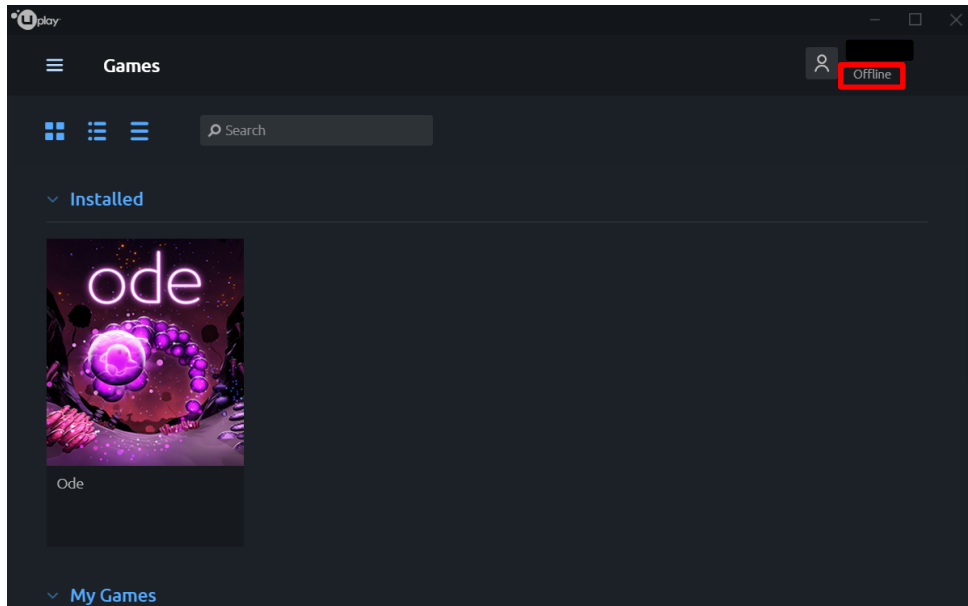 Uplay
Games
Offline
Search
Installed
ode
Ode
My Games